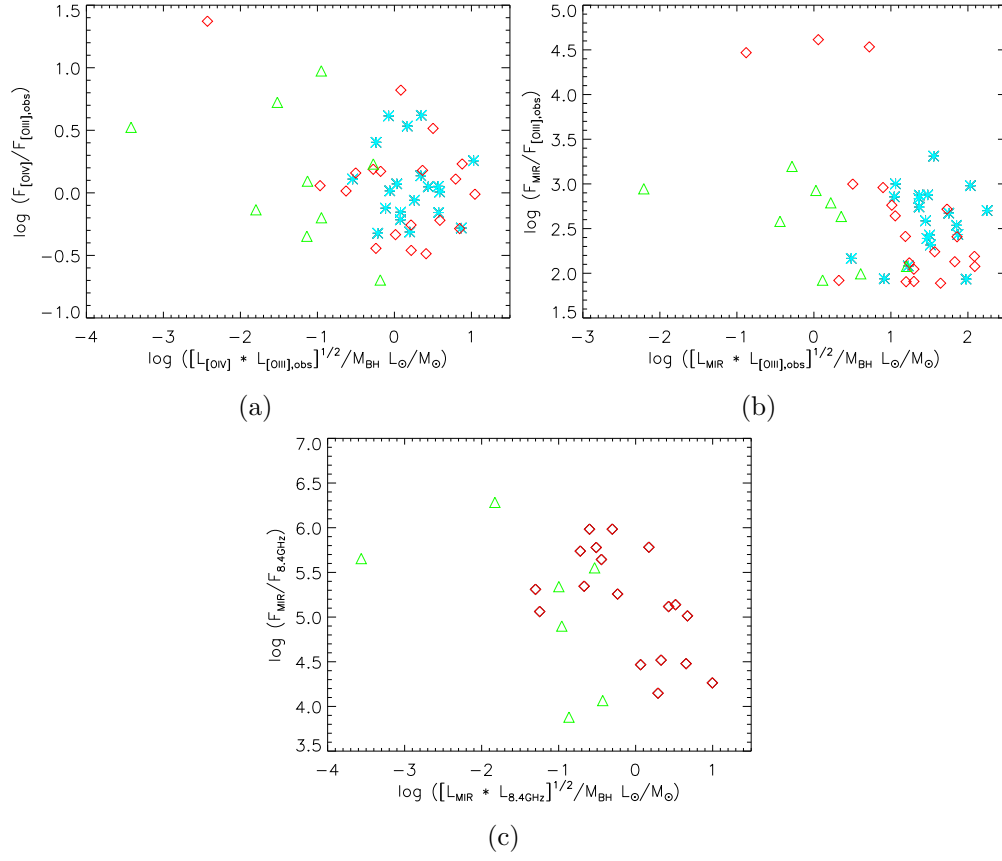 1.5
1.0
0.5
0.0
−0.5
−1.0
log (F[OIV]/F[OIII],obs)
−4 −3 −2 −1 0 1
log ([L[OIV] * L[OIII],obs]1/2/MBH L⊙/M⊙)
(a)
5.0
4.5
4.0
3.5
3.0
2.5
2.0
1.5
log (FMIR/F[OIII],obs)
−3 −2 −1 0 1 2
log ([LMIR * L[OIII],obs]1/2/MBH L⊙/M⊙)
(b)
7.0
6.5
6.0
5.5
5.0
4.5
4.0
3.5
log (FMIR/F8.4GHz)
−4 −3 −2 −1 0 1
log ([LMIR * L8.4GHz]1/2/MBH L⊙/M⊙)
(c)